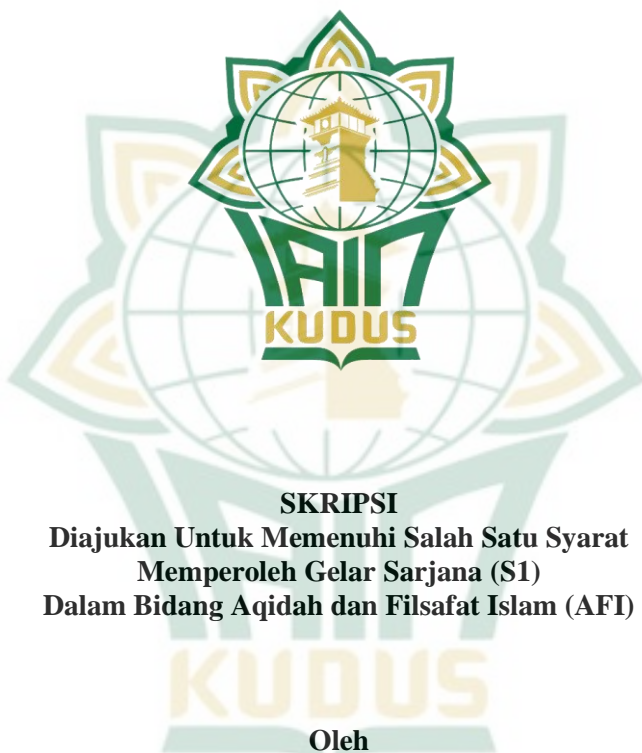 IAIN
KUDUS
SKRIPSI
Diajukan Untuk Memenuhi Salah Satu Syarat
Memperoleh Gelar Sarjana (S1)
Dalam Bidang Aqidah dan Filsafat Islam (AFI)
KUDUS
Oleh